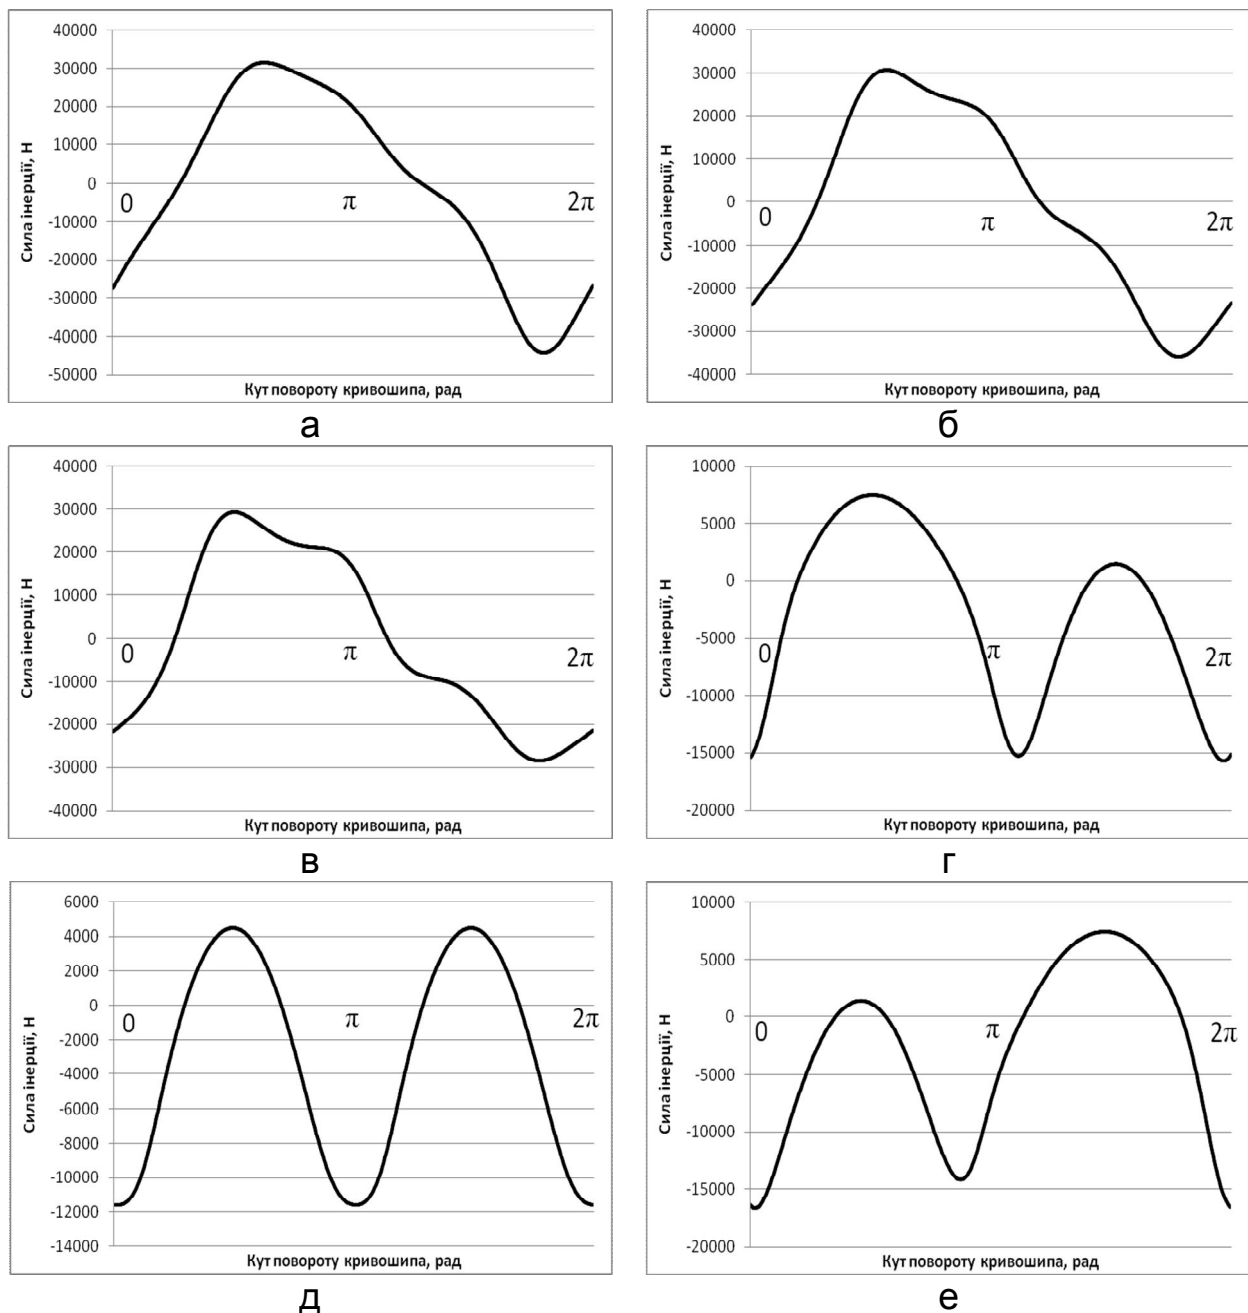 40000
30000
20000
10000
0
-10000
-20000
-30000
-40000
-50000
Сила інерції, Н
0
π
2π
Кут повороту кривошипа, рад
а
40000
30000
20000
10000
0
-10000
-20000
-30000
-40000
Сила інерції, Н
0
π
2π
Кут повороту кривошипа, рад
б
40000
30000
20000
10000
0
-10000
-20000
-30000
-40000
Сила інерції, Н
0
π
2π
Кут повороту кривошипа, рад
в
10000
5000
0
-5000
-10000
-15000
-20000
Сила інерції, Н
0
π
2π
Кут повороту кривошипа, рад
г
6000
4000
2000
0
-2000
-4000
-6000
-8000
-10000
-12000
-14000
Сила інерції, Н
0
π
2π
Кут повороту кривошипа, рад
д
10000
5000
0
-5000
-10000
-15000
-20000
Сила інерції, Н
0
π
2π
Кут повороту кривошипа, рад
е